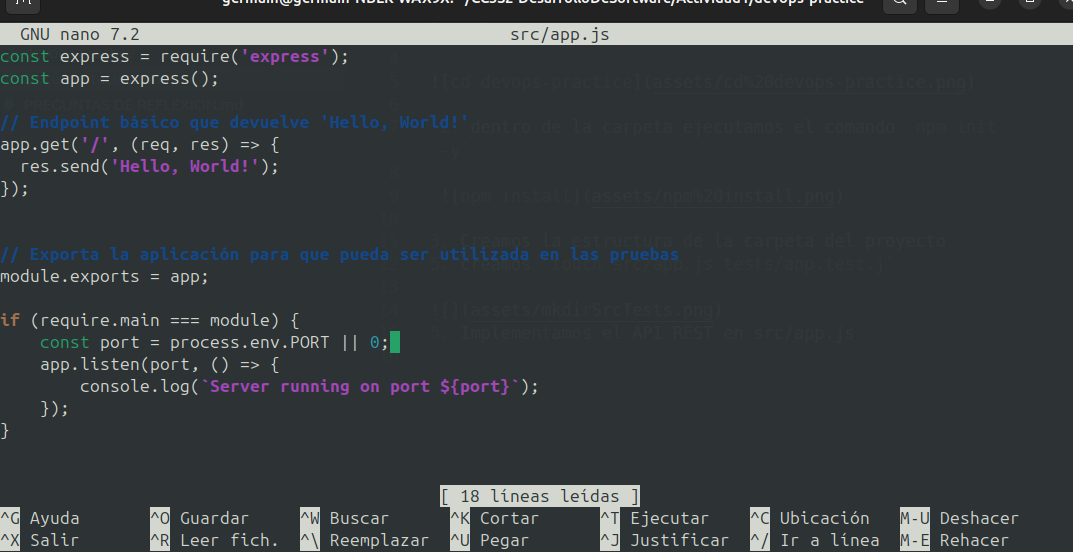 GNU nano 7.2 src/app.js
const express = require('express');
const app = express();
// Endpoint básico que devuelve 'Hello, World!'
app.get('/', (req, res) => {
  res.send('Hello, World!');
});
// Exporta la aplicación para que pueda ser utilizada en las pruebas
module.exports = app;
if (require.main === module) {
    const port = process.env.PORT || 0;
    app.listen(port, () => {
        console.log(`Server running on port ${port}`);
    });
}
[ 18 líneas leídas ]
^G Ayuda ^O Guardar ^W Buscar ^K Cortar ^T Ejecutar ^C Ubicación M-U Deshacer
^X Salir ^R Leer fich. ^\ Reemplazar ^U Pegar ^J Justificar ^/ Ir a línea M-E Rehacer